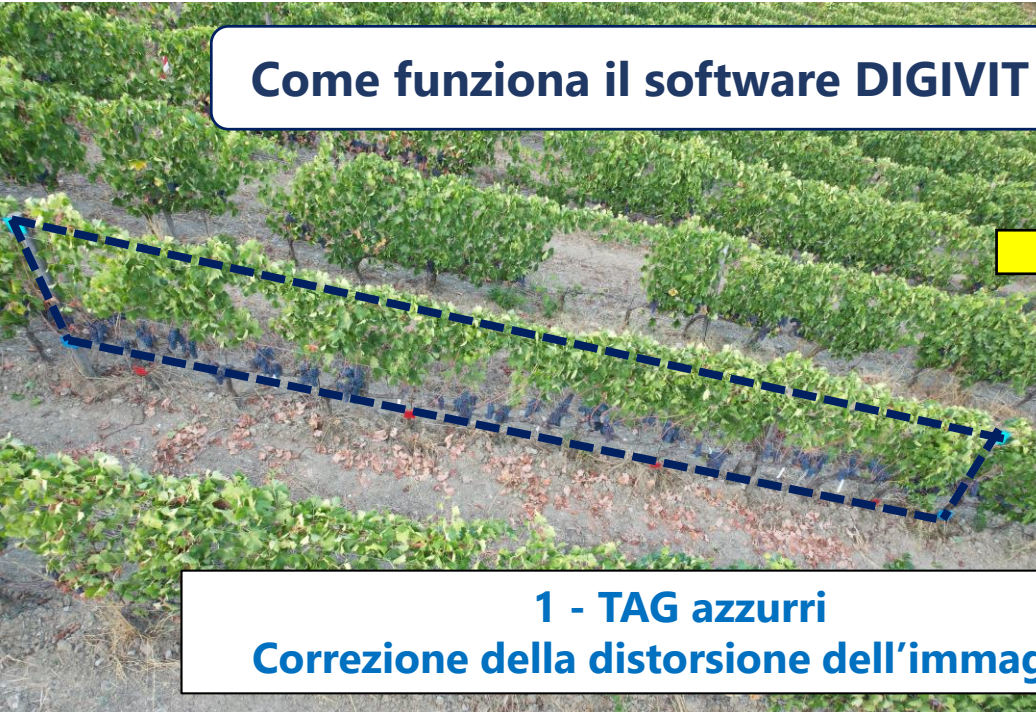 Come funziona il software DIGIVIT
1 - TAG azzurri
Correzione della distorsione dell’immag